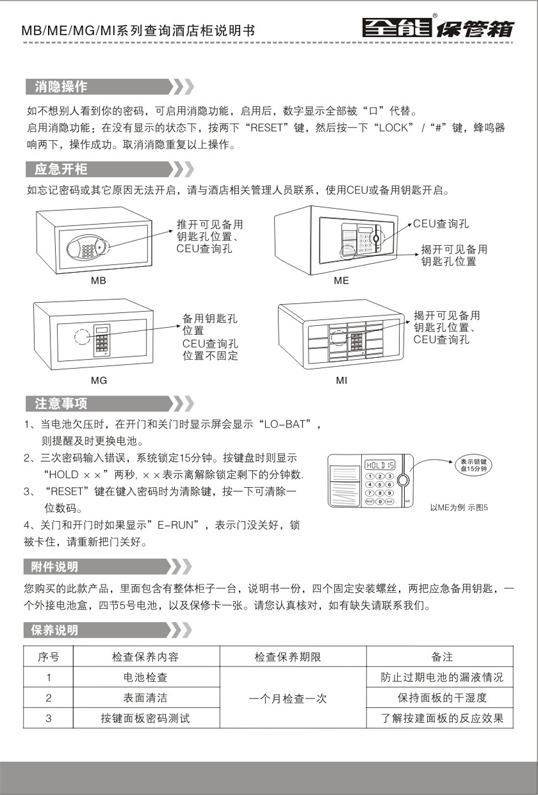 MB/ME/MG/MI系列查询酒店柜说明书
全能®保管箱
消隐操作
如不想别人看到你的密码，可启用消隐功能，启用后，数字显示全部被“口”代替。
启用消隐功能；在没有显示的状态下，按两下“RESET”键，然后按一下“LOCK” /“#”键，蜂鸣器
响两下，操作成功。取消消隐重复以上操作。
应急开柜
如忘记密码或其它原因无法开启，请与酒店相关管理人员联系，使用CEU或备用钥匙开启。
推开可见备用
钥匙孔位置、
CEU查询孔
MB
CEU查询孔
揭开可见备用
钥匙孔位置
ME
备用钥匙孔
位置
CEU查询孔
位置不固定
MG
揭开可见备用
钥匙孔位置、
CEU查询孔
MI
注意事项
1、当电池欠压时，在开门和关门时显示屏会显示“LO-BAT”，
则提醒及时更换电池。
2、三次密码输入错误，系统锁定15分钟。按键盘时则显示
“HOLD ××”两秒, ××表示离解除锁定剩下的分钟数.
3、“RESET”键在键入密码时为清除键，按一下可清除一
位数码。
4、关门和开门时如果显示”E-RUN”，表示门没关好，锁
被卡住，请重新把门关好。
HOLD 15
1 2 3
4 5 6
7 8 9
0
表示锁键
盘15分钟
以ME为例 示图5
附件说明
您购买的此款产品，里面包含有整体柜子一台，说明书一份，四个固定安装螺丝，两把应急备用钥匙，一
个外接电池盒，四节5号电池，以及保修卡一张。请您认真核对，如有缺失请联系我们。
保养说明
序号 检查保养内容 检查保养期限 备注
1 电池检查 防止过期电池的漏液情况
2 表面清洁 一个月检查一次 保持面板的干湿度
3 按键面板密码测试 了解按建面板的反应效果